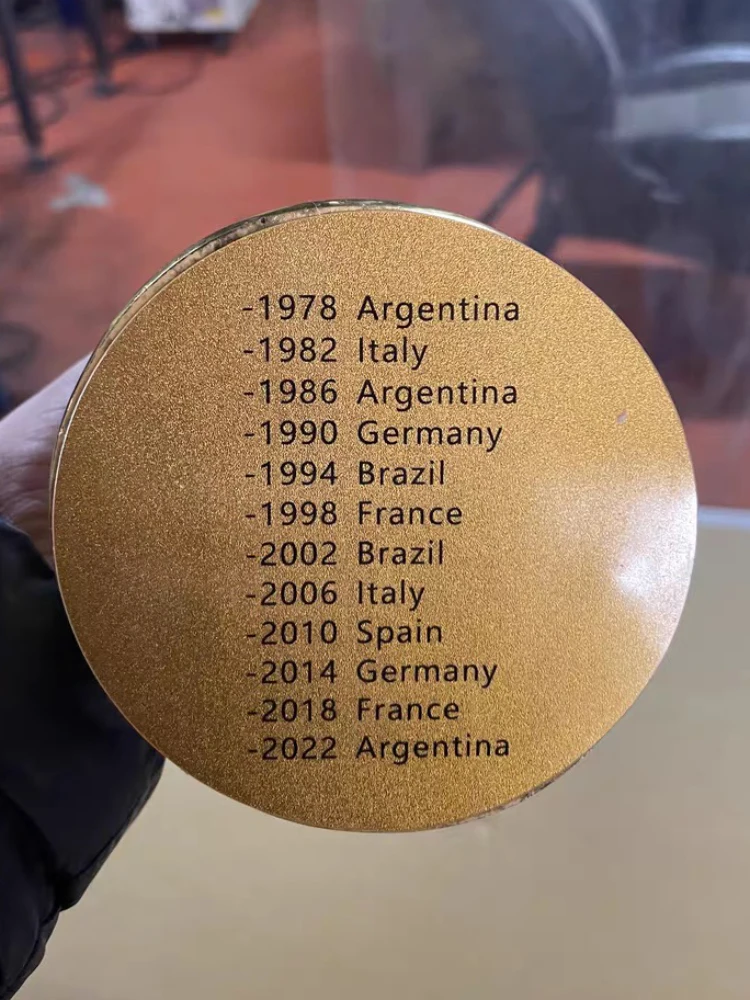 -1978 Argentina
-1982 Italy
-1986 Argentina
-1990 Germany
-1994 Brazil
-1998 France
-2002 Brazil
-2006 Italy
-2010 Spain
-2014 Germany
-2018 France
-2022 Argentina